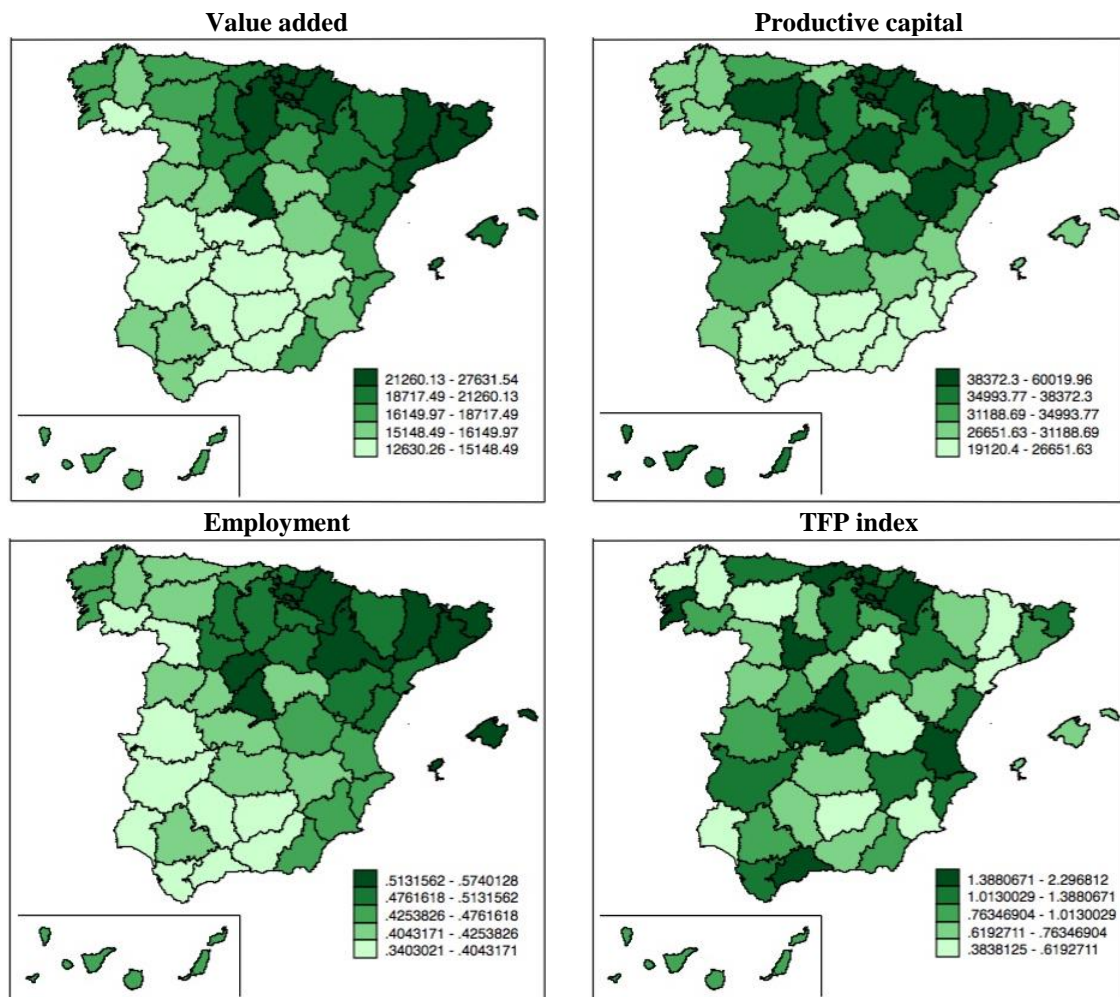 Value added
Productive capital
21260.13 - 27631.54
18717.49 - 21260.13
16149.97 - 18717.49
15148.49 - 16149.97
12630.26 - 15148.49
38372.3 - 60019.96
34993.77 - 38372.3
31188.69 - 34993.77
26651.63 - 31188.69
19120.4 - 26651.63
Employment
TFP index
.5131562 - .5740128
.4761618 - .5131562
.4253826 - .4761618
.4043171 - .4253826
.3403021 - .4043171
1.3880671 - 2.296812
1.0130029 - 1.3880671
.76346904 - 1.0130029
.6192711 - .76346904
.3838125 - .6192711